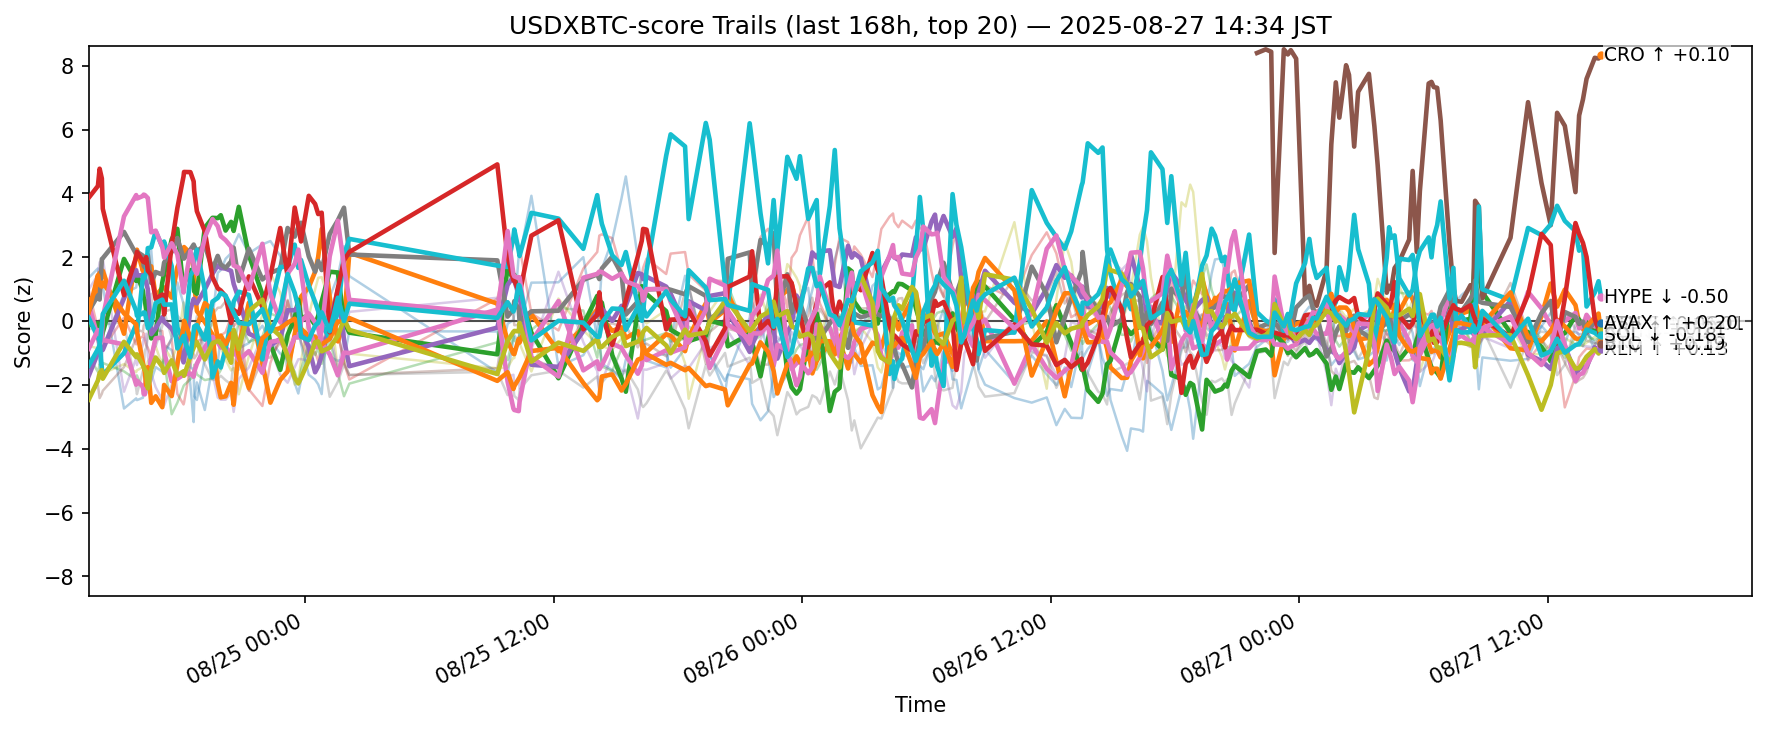 USDXBTC-score Trails (last 168h, top 20) — 2025-08-27 14:34 JST
8
6
4
2
0
−2
−4
−6
−8
Score (z)
CRO ↑ +0.10
HYPE ↓ -0.50
AVAX ↑ +0.20
SOL ↓ -0.18
08/25 00:00
08/25 12:00
08/26 00:00
08/26 12:00
08/27 00:00
08/27 12:00
Time